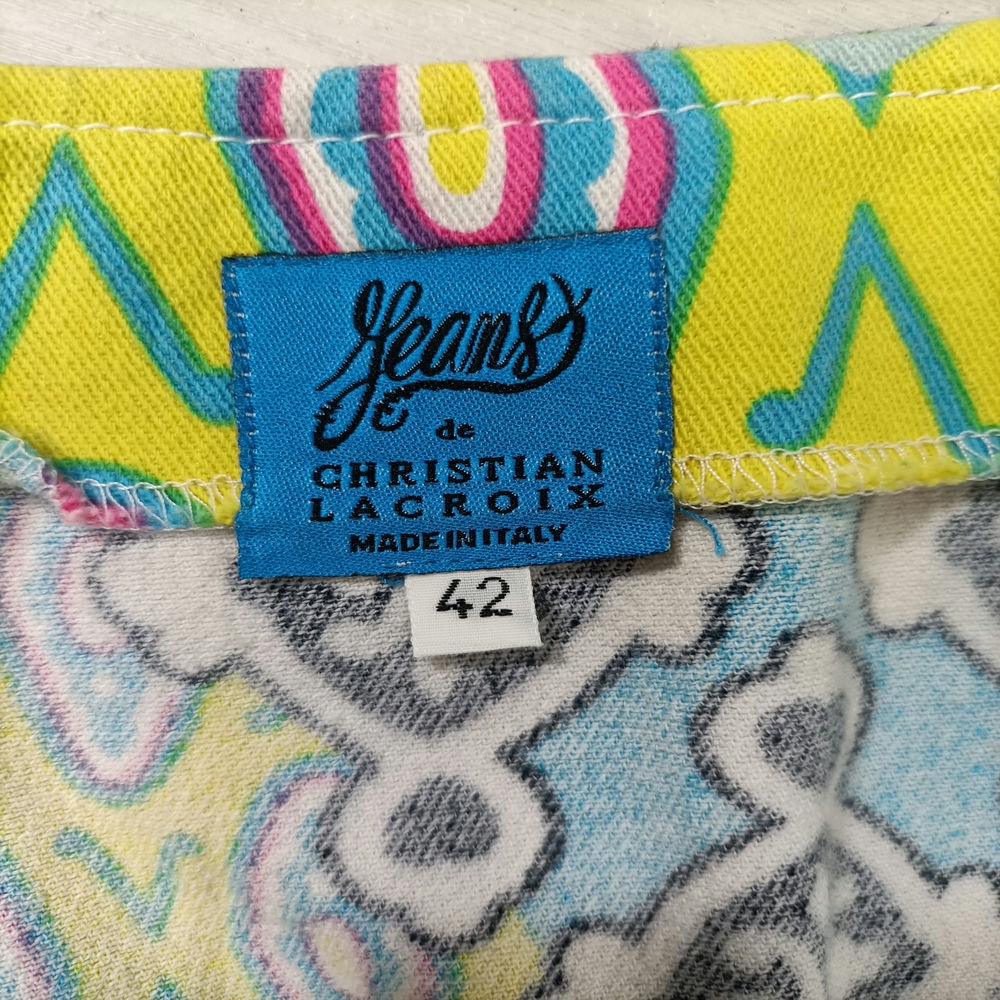 Jeans
de
CHRISTIAN
LACROIX
MADE IN ITALY
42